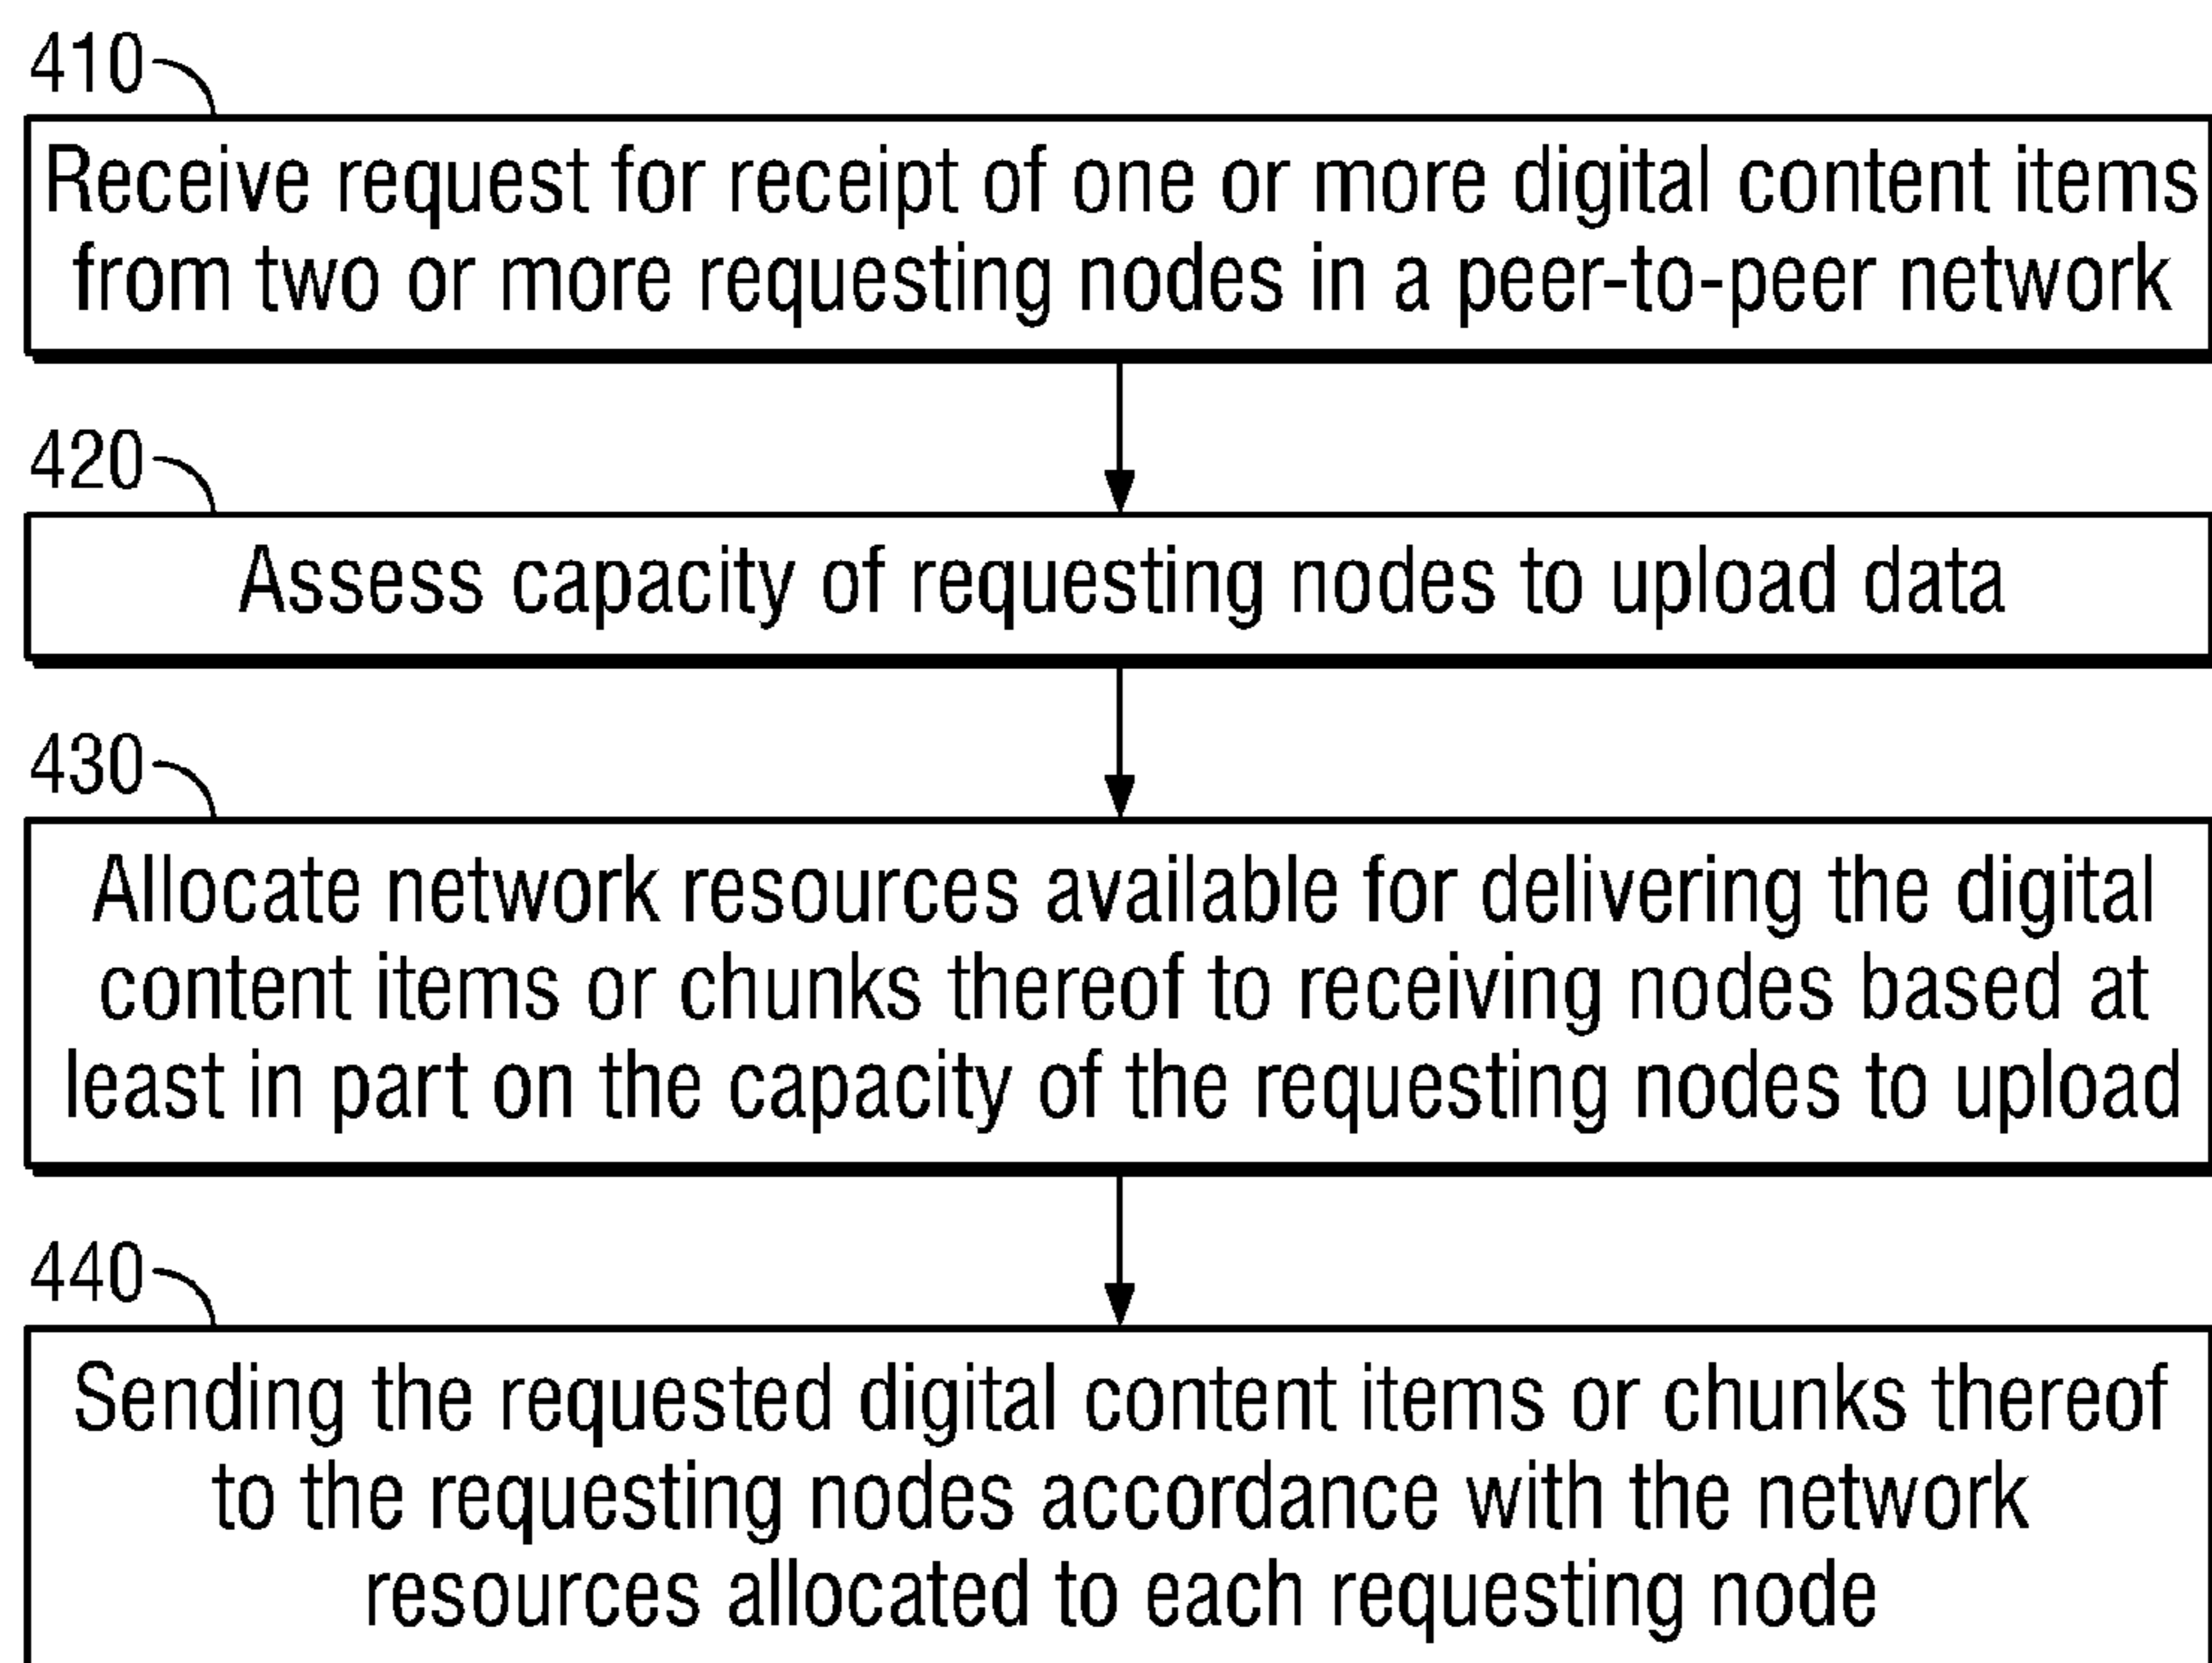 410
Receive request for receipt of one or more digital content items
from two or more requesting nodes in a peer-to-peer network
420
Assess capacity of requesting nodes to upload data
430
Allocate network resources available for delivering the digital
content items or chunks thereof to receiving nodes based at
least in part on the capacity of the requesting nodes to upload
440
Sending the requested digital content items or chunks thereof
to the requesting nodes accordance with the network
resources allocated to each requesting node